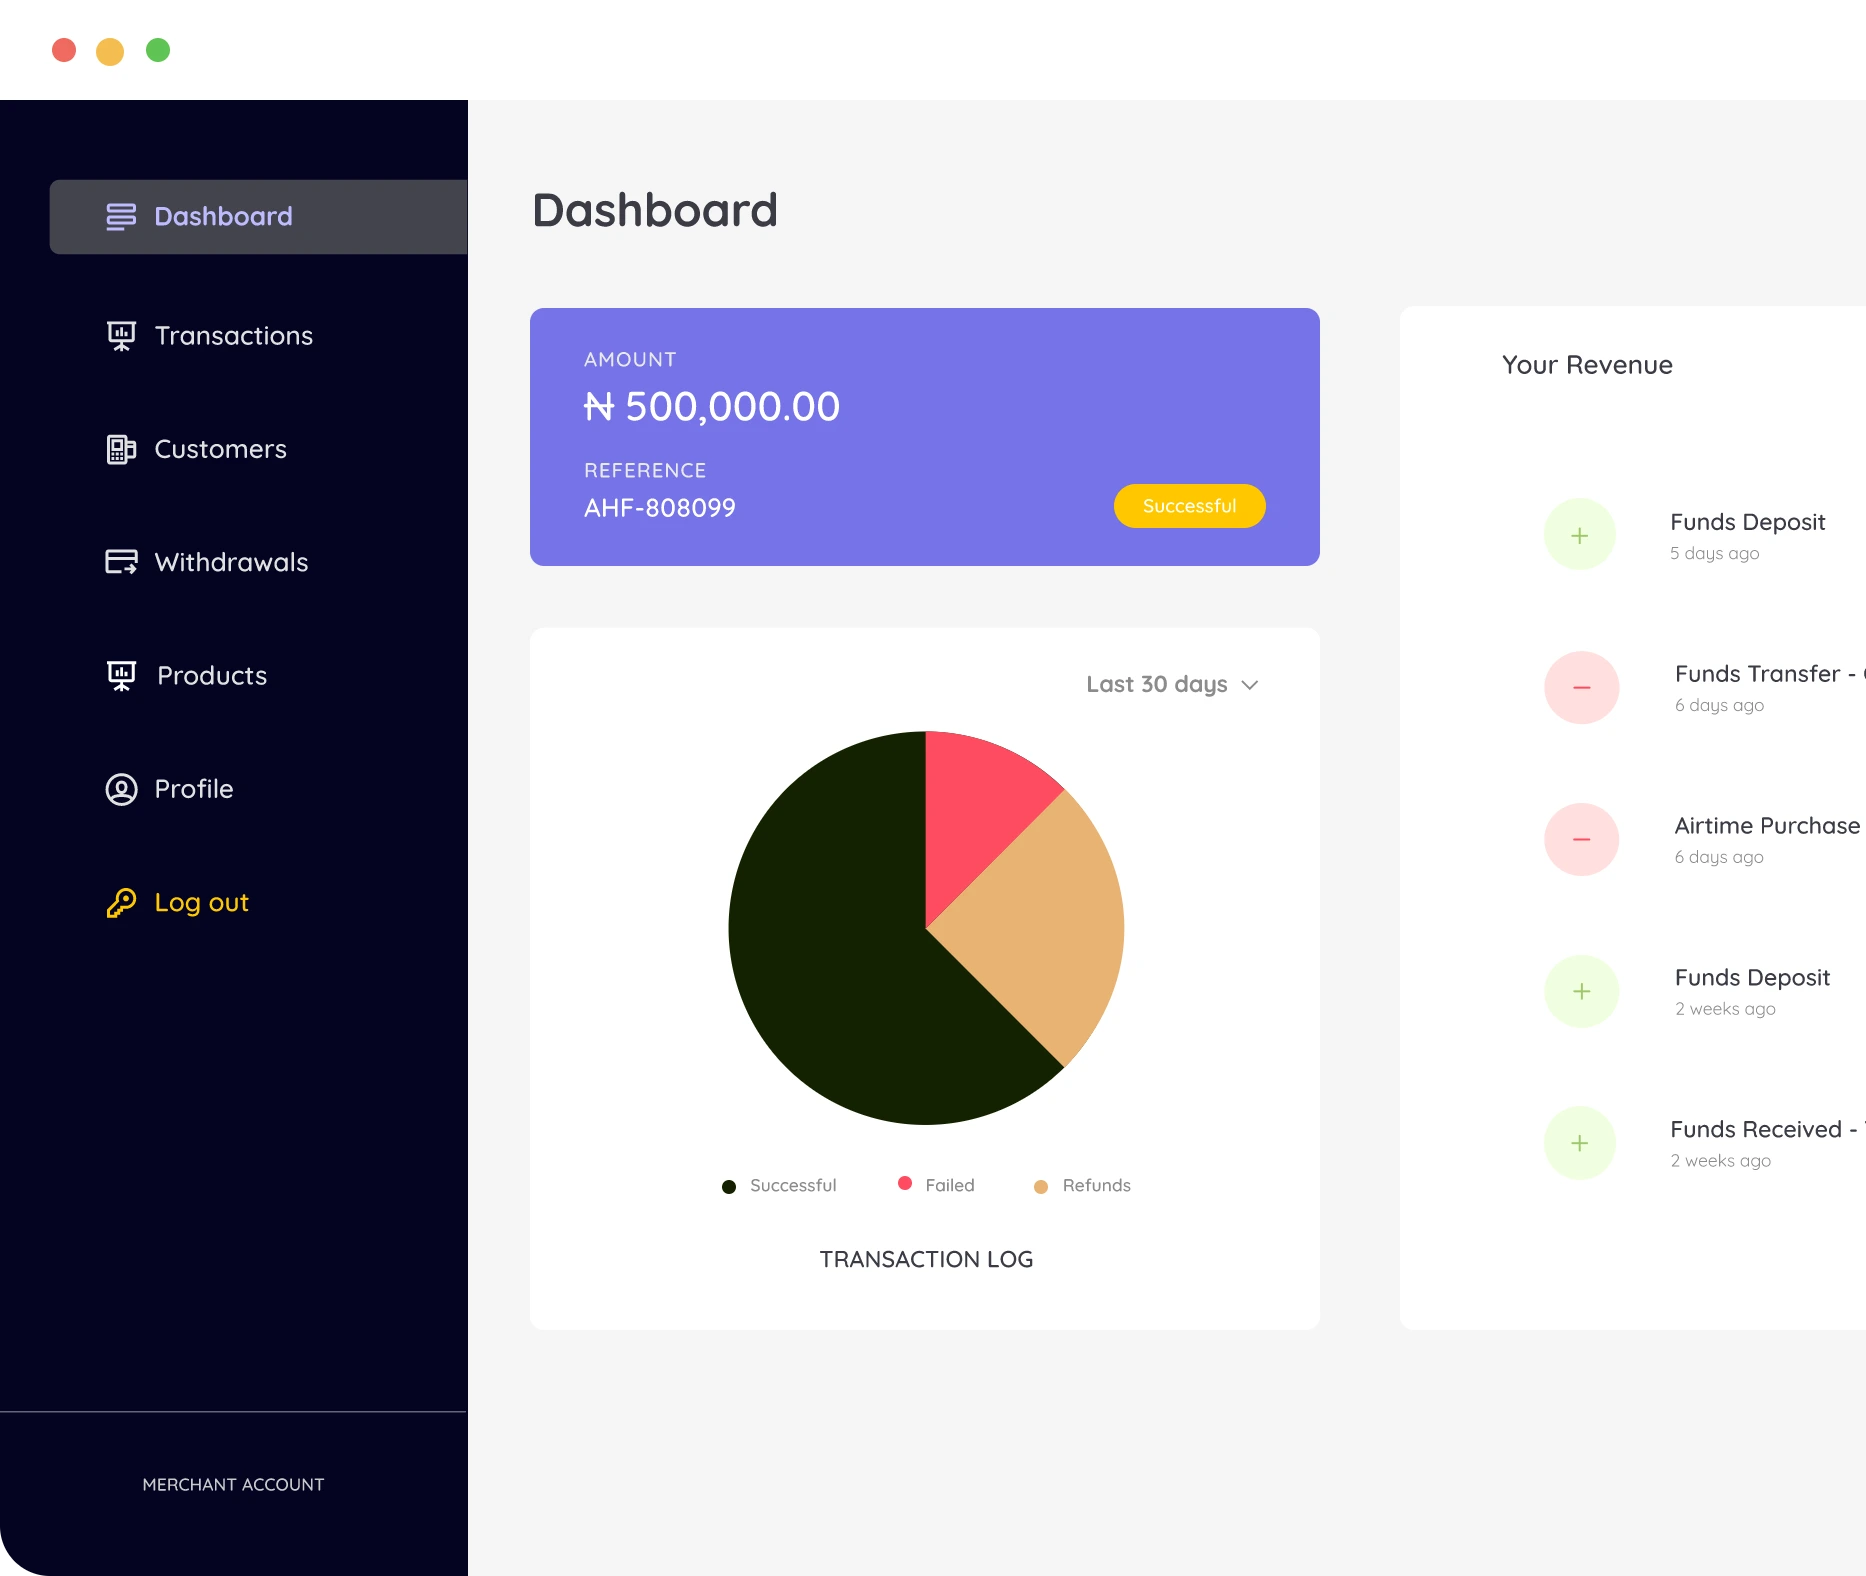 Dashboard
Transactions
Customers
Withdrawals
Products
Profile
Log out
MERCHANT ACCOUNT
Dashboard
AMOUNT
₦ 500,000.00
REFERENCE
AHF-808099
Successful
Last 30 days
Successful
Failed
Refunds
TRANSACTION LOG
Your Revenue
Funds Deposit
5 days ago
Funds Transfer -
6 days ago
Airtime Purchase
6 days ago
Funds Deposit
2 weeks ago
Funds Received -
2 weeks ago